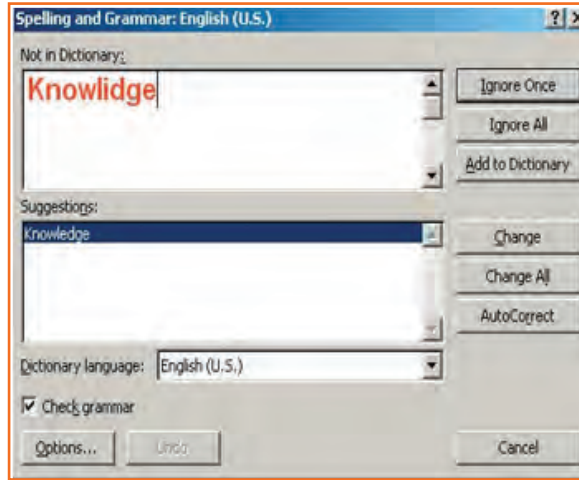 Spelling and Grammar: English (U.S.)
Not in Dictionary:
Knowlidge
Ignore Once
Ignore All
Add to Dictionary
Suggestions:
Knowledge
Change
Change All
AutoCorrect
Dictionary language: English (U.S.)
Check grammar
Options... Undo Cancel